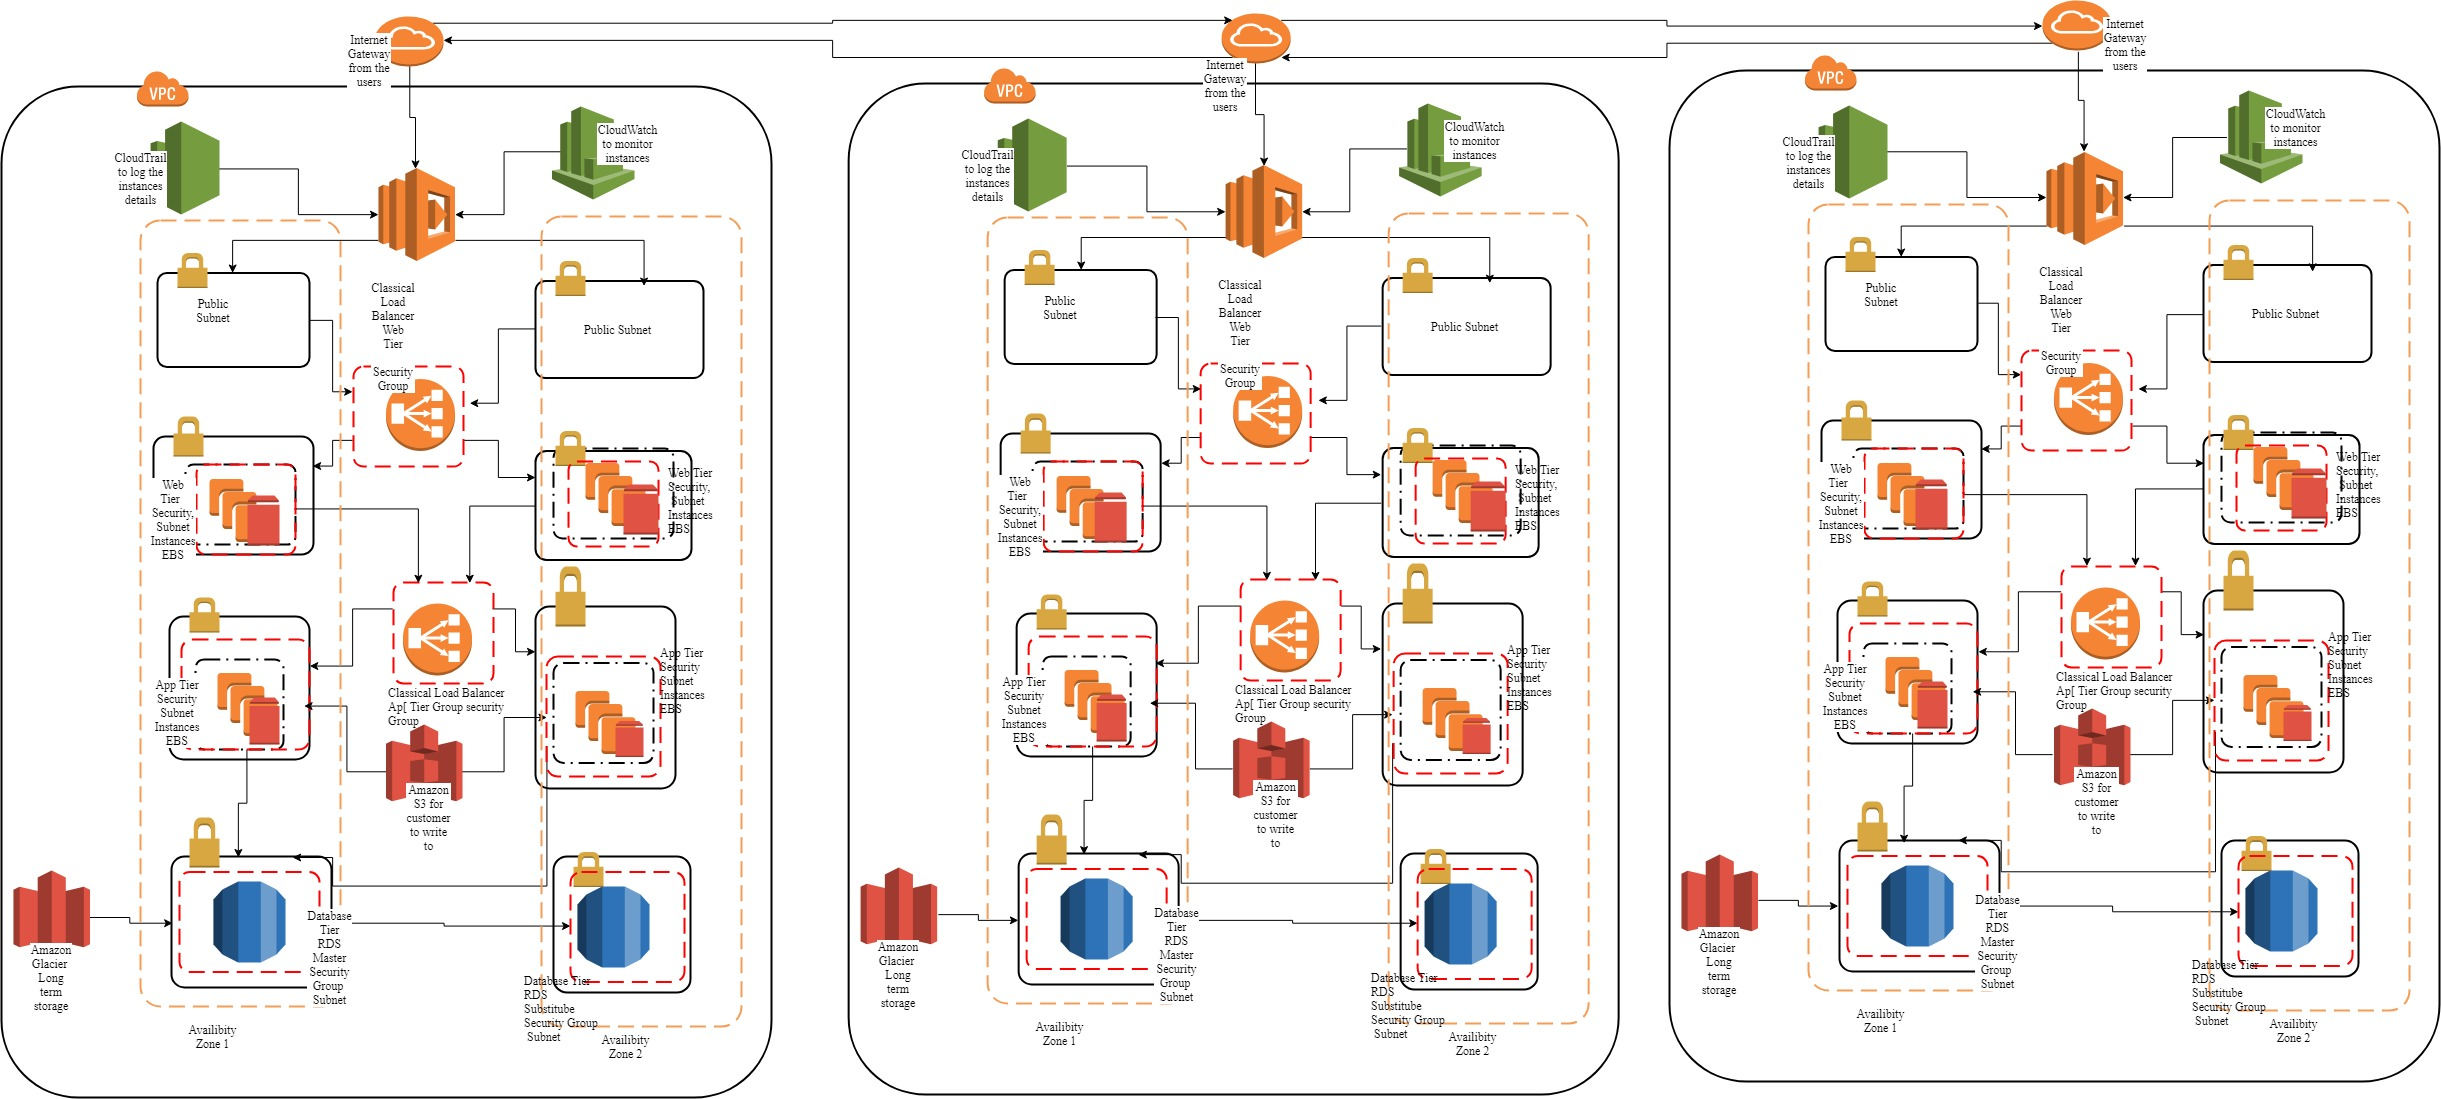 Internet
Gateway
from the
users
VPC
CloudTrail
to log the
instances
details
CloudWatch
to monitor
instances
Public
Subnet
Classical
Load
Balancer
Web
Tier
Public Subnet
Security
Group
Web
Tier
Security,
Subnet
Instances
EBS
Web Tier
Security,
Subnet
Instances
EBS
App Tier
Security
Subnet
Instances
EBS
Classical Load Balancer
Ap[ Tier Group security
Group
App Tier
Security
Subnet
Instances
EBS
Amazon
S3 for
customer
to write
to
Amazon
Glacier
Long
term
storage
Database
Tier
RDS
Master
Security
Group
Subnet
Database Tier
RDS
Substitube
Security Group
Subnet
Availibity
Zone 1
Availibity
Zone 2
Internet
Gateway
from the
users
VPC
CloudTrail
to log the
instances
details
CloudWatch
to monitor
instances
Public
Subnet
Classical
Load
Balancer
Web
Tier
Public Subnet
Security
Group
Web
Tier
Security,
Subnet
Instances
EBS
Web Tier
Security,
Subnet
Instances
EBS
App Tier
Security
Subnet
Instances
EBS
Classical Load Balancer
Ap[ Tier Group security
Group
App Tier
Security
Subnet
Instances
EBS
Amazon
S3 for
customer
to write
to
Amazon
Glacier
Long
term
storage
Database
Tier
RDS
Master
Security
Group
Subnet
Database Tier
RDS
Substitube
Security Group
Subnet
Availibity
Zone 1
Availibity
Zone 2
Internet
Gateway
from the
users
VPC
CloudTrail
to log the
instances
details
CloudWatch
to monitor
instances
Public
Subnet
Classical
Load
Balancer
Web
Tier
Public Subnet
Security
Group
Web
Tier
Security,
Subnet
Instances
EBS
Web Tier
Security,
Subnet
Instances
EBS
App Tier
Security
Subnet
Instances
EBS
Classical Load Balancer
Ap[ Tier Group security
Group
App Tier
Security
Subnet
Instances
EBS
Amazon
S3 for
customer
to write
to
Amazon
Glacier
Long
term
storage
Database
Tier
RDS
Master
Security
Group
Subnet
Database Tier
RDS
Substitube
Security Group
Subnet
Availibity
Zone 1
Availibity
Zone 2